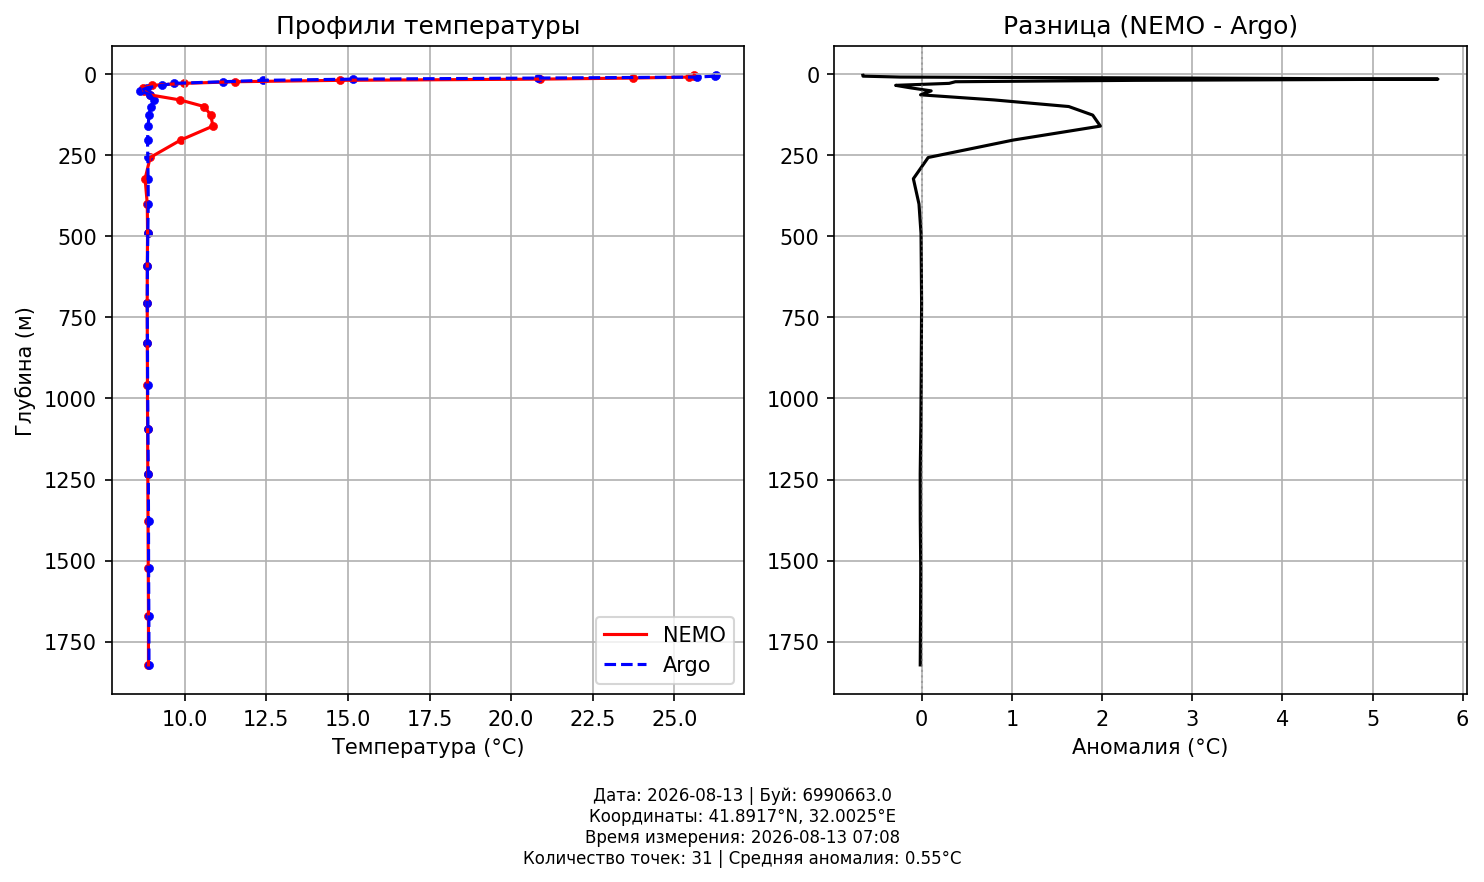 Профили температуры
Разница (NEMO - Argo)
0
250
500
750
1000
1250
1500
1750
Глубина (м)
10.0 12.5 15.0 17.5 20.0 22.5 25.0
Температура (°C)
NEMO
Argo
0
250
500
750
1000
1250
1500
1750
0 1 2 3 4 5 6
Аномалия (°C)
Дата: 2026-08-13 | Буй: 6990663.0
Координаты: 41.8917°N, 32.0025°E
Время измерения: 2026-08-13 07:08
Количество точек: 31 | Средняя аномалия: 0.55°C